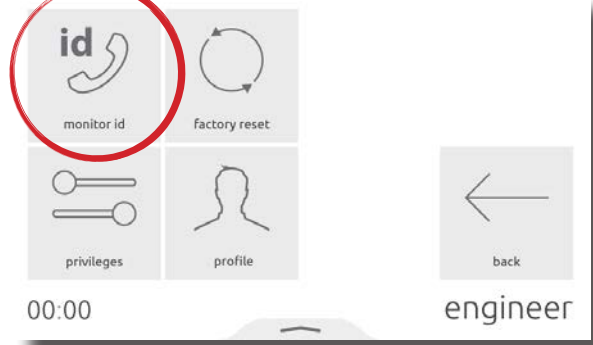 id
monitor id
factory reset
privileges
profile
back
00:00
engineer